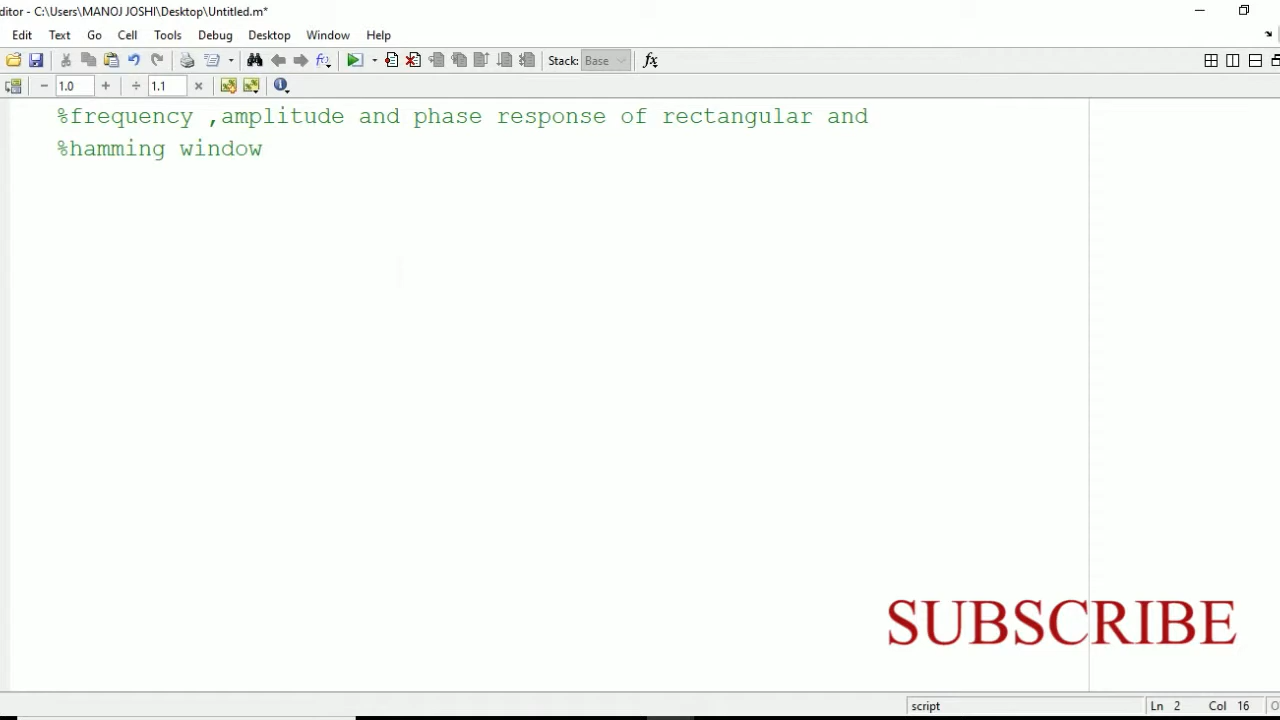 ditor - C:\Users\MANOJ JOSHI\Desktop\Untitled.m*
Edit Text Go Cell Tools Debug Desktop Window Help
Stack: Base fx
1.0 1.1
%frequency ,amplitude and phase response of rectangular and
%hamming window
SUBSCRIBE
script Ln 2 Col 16